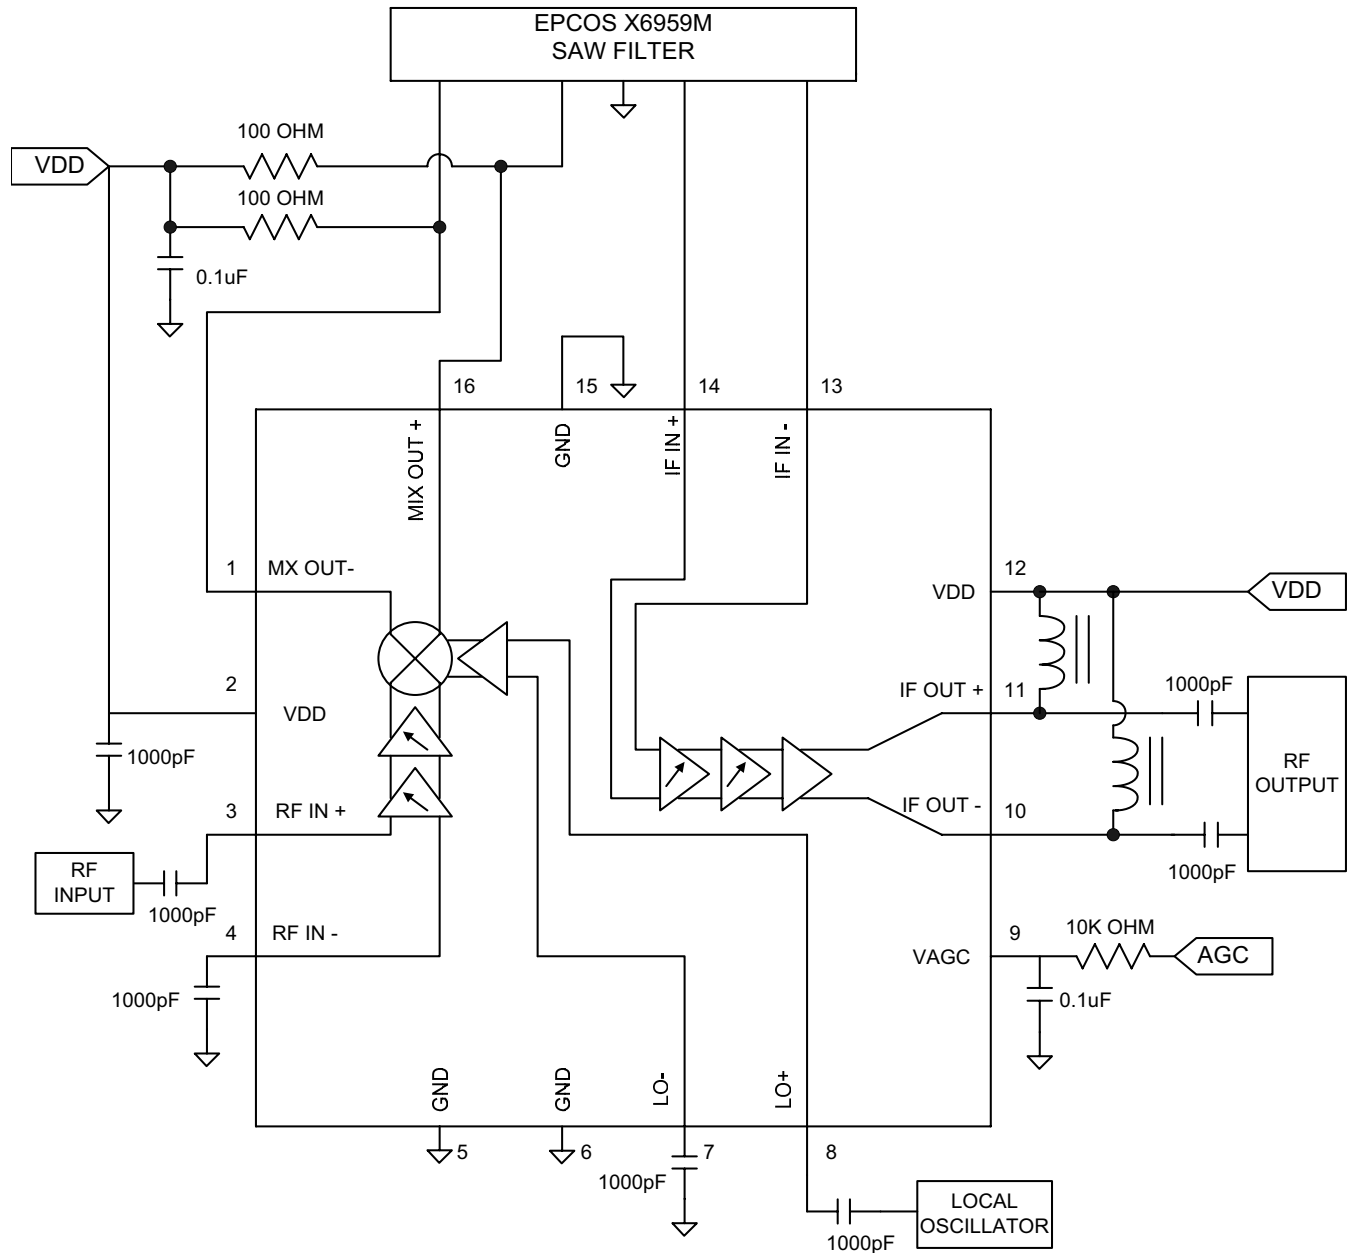 EPCOS X6959M
SAW FILTER
100 OHM
VDD
100 OHM
0.1uF
16
15
14
13
MIX OUT +
GND
IF IN +
IF IN -
1
MX OUT-
12
VDD
VDD
2
VDD
IF OUT +
11
1000pF
1000pF
RF
OUTPUT
3
RF IN +
IF OUT -
10
1000pF
RF
INPUT
1000pF
4
RF IN -
9
10K OHM
VAGC
AGC
1000pF
0.1uF
GND
GND
LO-
LO+
5
6
7
8
1000pF
LOCAL
OSCILLATOR
1000pF